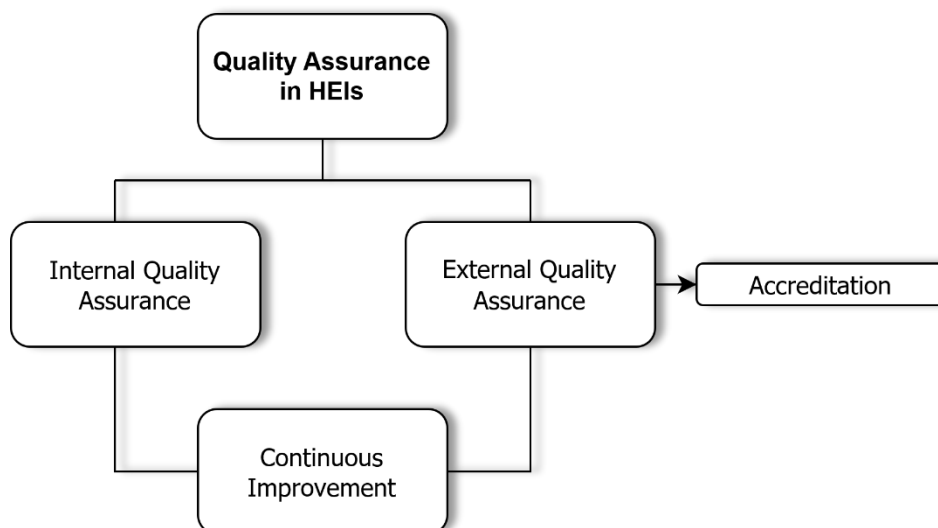 Quality Assurance
in HEIs
Internal Quality
Assurance
External Quality
Assurance
Accreditation
Continuous
Improvement